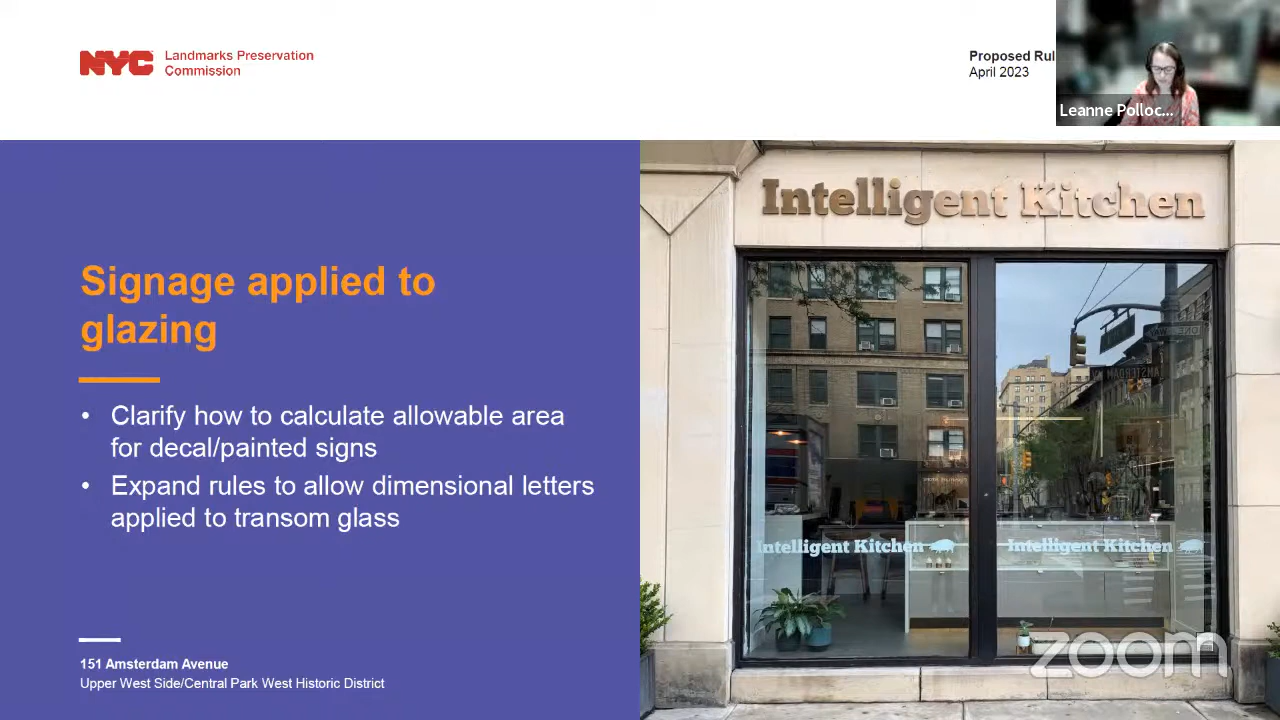 NYC Landmarks Preservation
Commission
Proposed Rul
April 2023
Leanne Polloc...
Signage applied to
glazing
• Clarify how to calculate allowable area
for decal/painted signs
• Expand rules to allow dimensional letters
applied to transom glass
151 Amsterdam Avenue
Upper West Side/Central Park West Historic District
Intelligent Kitchen
Intelligent Kitchen
Intelligent Kitchen
zoom